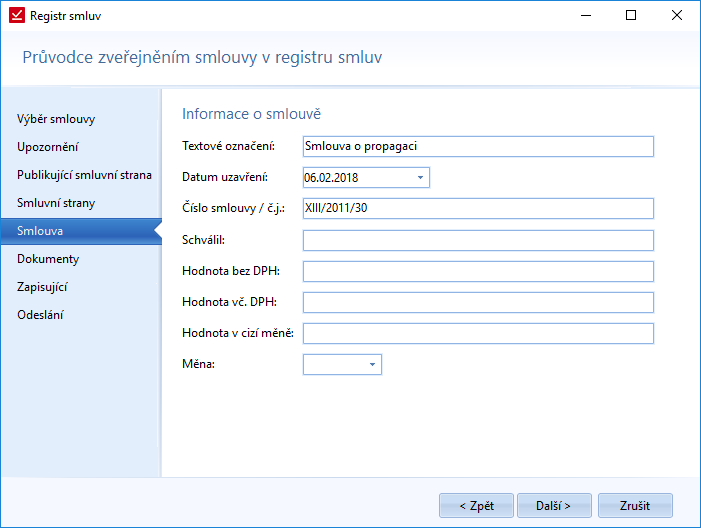 Registr smluv
Průvodce zveřejněním smlouvy v registru smluv
Výběr smlouvy
Upozornění
Publikující smluvní strana
Smluvní strany
Smlouva
Dokumenty
Zapisující
Odeslání
Informace o smlouvě
Textové označení: Smlouva o propagaci
Datum uzavření: 06.02.2018
Číslo smlouvy / č.j.: XIII/2011/30
Schválil:
Hodnota bez DPH:
Hodnota vč. DPH:
Hodnota v cizí měně:
Měna:
< Zpět Další > Zrušit